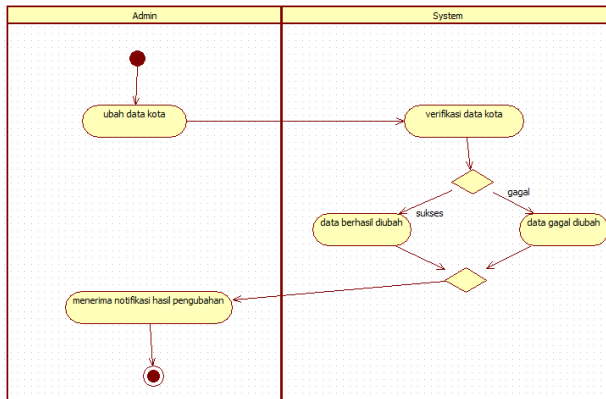 Admin
System
ubah data kota
verifikasi data kota
gagal
sukses
data berhasil diubah
data gagal diubah
menerima notifikasi hasil pengubahan